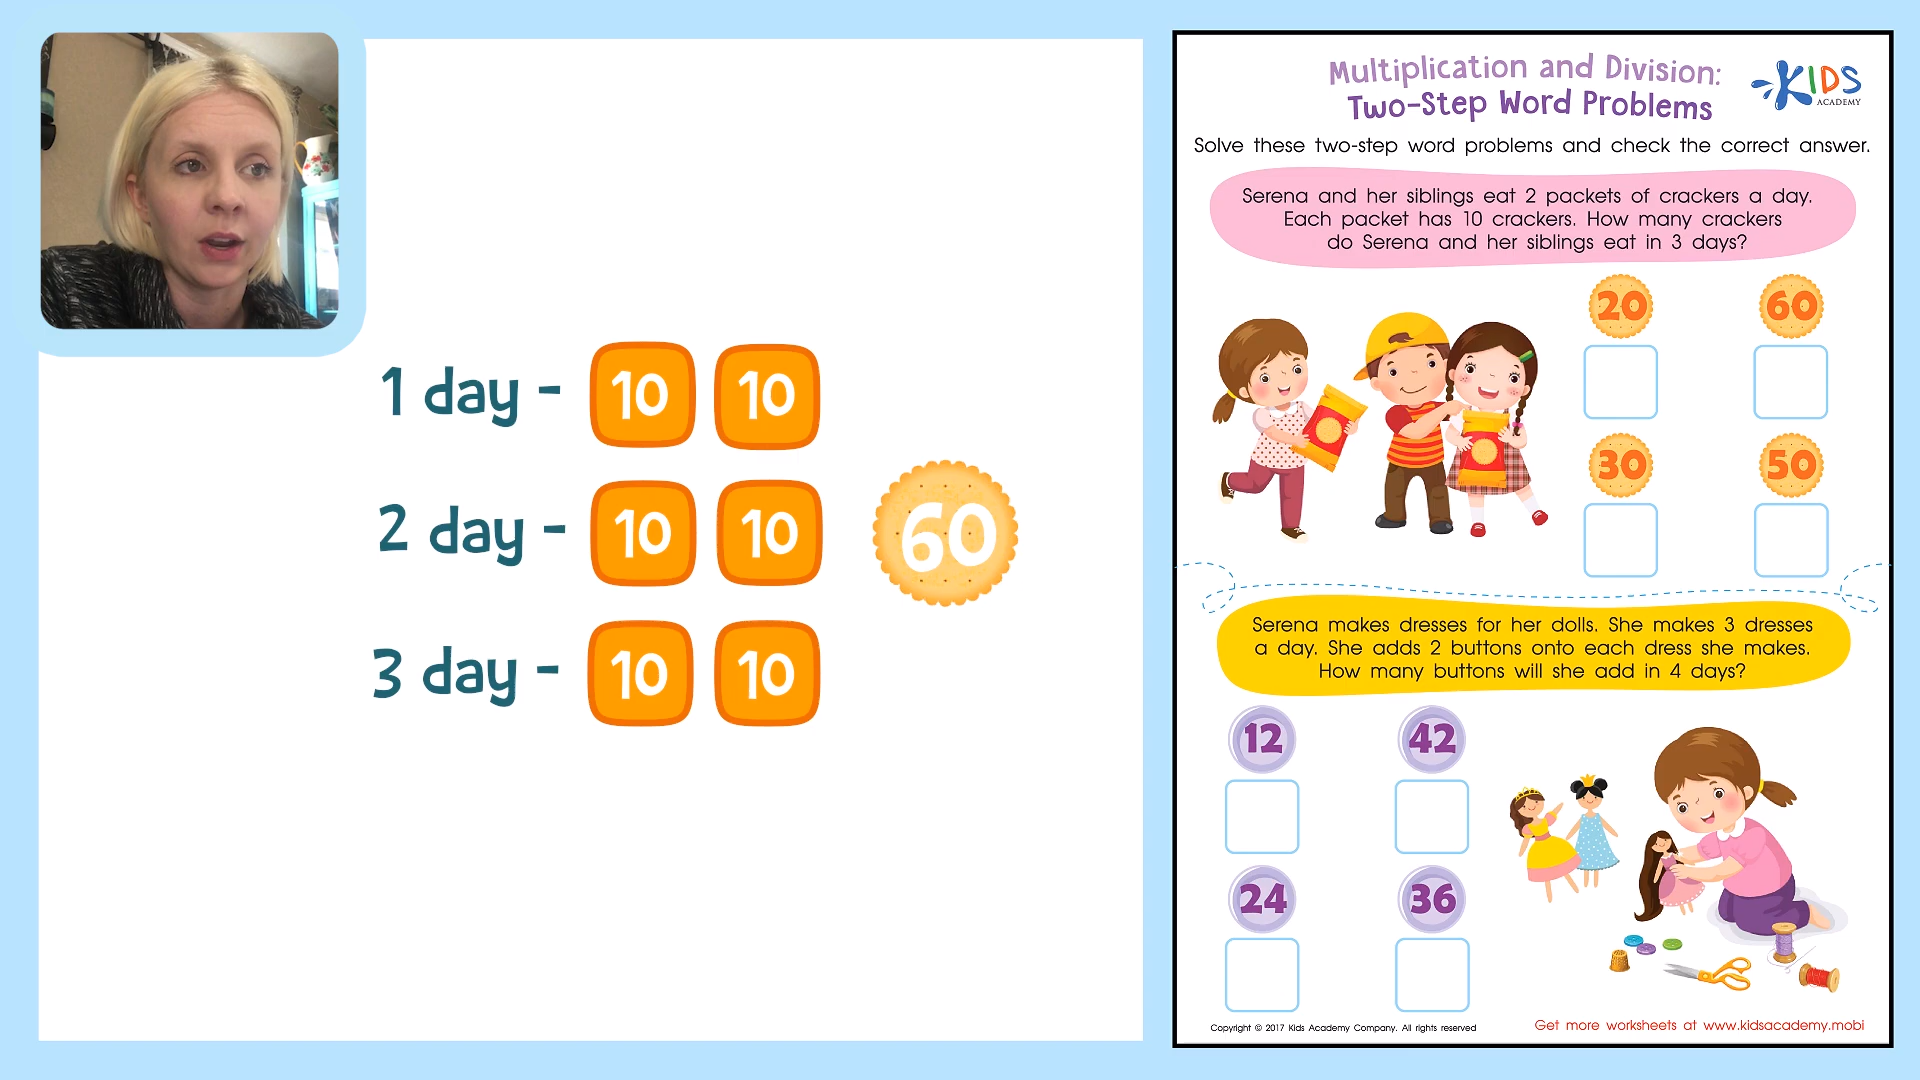 1 day - 10 10
2 day - 10 10 60
3 day - 10 10
Multiplication and Division:
Two-Step Word Problems
KIDS
ACADEMY
Solve these two-step word problems and check the correct answer.
Serena and her siblings eat 2 packets of crackers a day.
Each packet has 10 crackers. How many crackers
do Serena and her siblings eat in 3 days?
20 60
30 50
Serena makes dresses for her dolls. She makes 3 dresses
a day. She adds 2 buttons onto each dress she makes.
How many buttons will she add in 4 days?
12 42
24 36
Copyright © 2017 Kids Academy Company. All rights reserved
Get more worksheets at www.kidsacademy.mobi